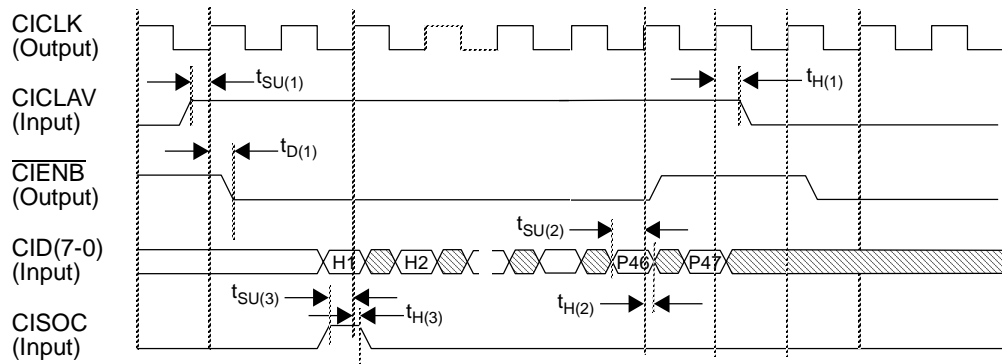 CICLK
(Output)
tSU(1)
tH(1)
CICLAV
(Input)
tD(1)
CIENB
(Output)
tSU(2)
CID(7-0)
(Input)
H1
H2
P46
P47
tSU(3)
tH(3)
tH(2)
CISOC
(Input)